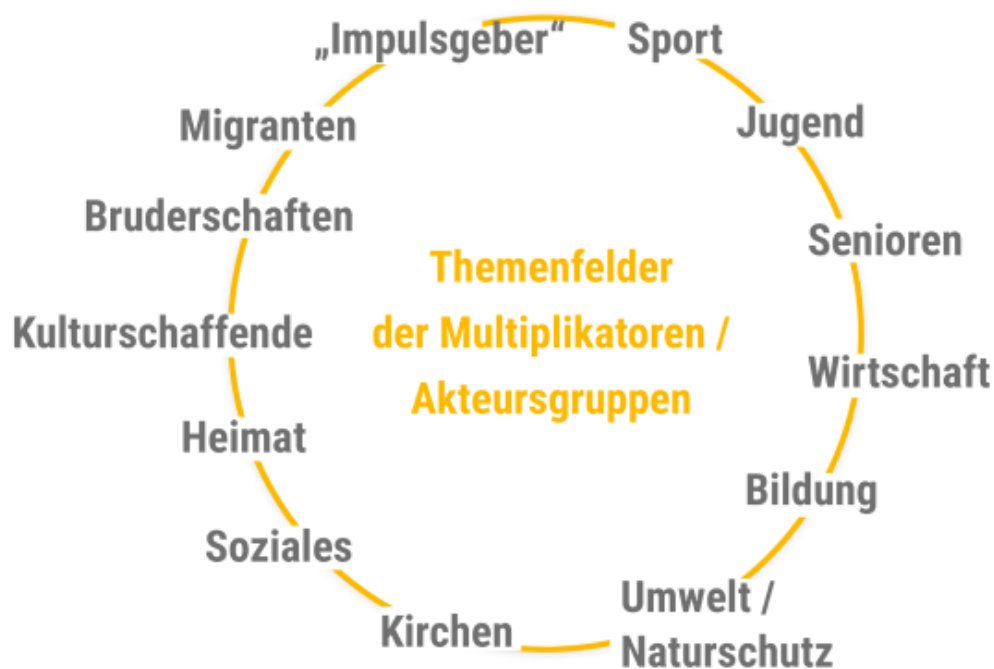 „Impulsgeber“
Sport
Jugend
Senioren
Wirtschaft
Bildung
Umwelt /
Naturschutz
Kirchen
Soziales
Heimat
Kulturschaffende
Bruderschaften
Migranten
Themenfelder
der Multiplikatoren /
Akteursgruppen